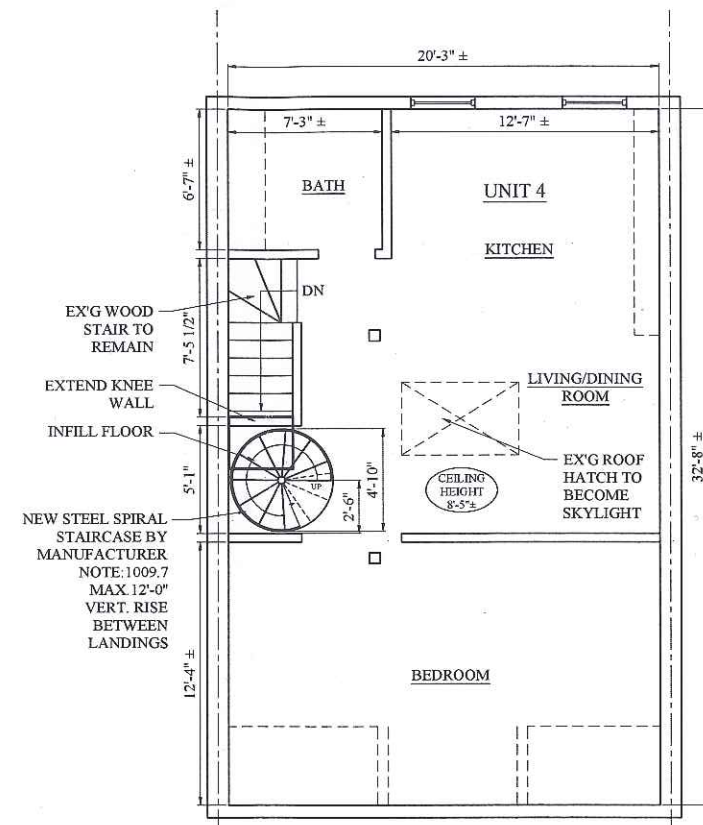 20'-3" ±
7'-3" ±
12'-7" ±
6'-7" ±
BATH
UNIT 4
KITCHEN
DN
EX'G WOOD
STAIR TO
REMAIN
7'-5 1/2"
EXTEND KNEE
WALL
INFILL FLOOR
LIVING/DINING
ROOM
EX'G ROOF
HATCH TO
BECOME
SKYLIGHT
CEILING
HEIGHT
8'-5"±
32'-8" ±
5'-1"
UP
2'-6"
4'-10"
NEW STEEL SPIRAL
STAIRCASE BY
MANUFACTURER
NOTE:1009.7
MAX.12'-0"
VERT. RISE
BETWEEN
LANDINGS
12'-4" ±
BEDROOM